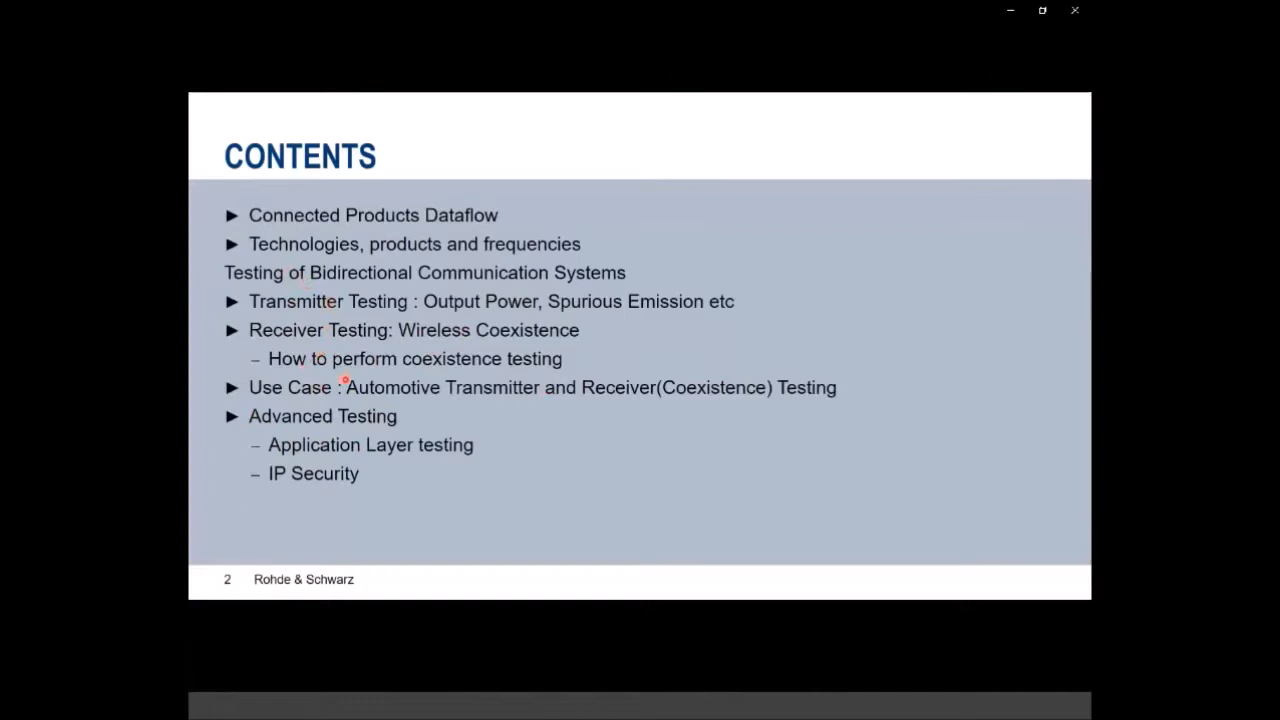 CONTENTS
► Connected Products Dataflow
► Technologies, products and frequencies
Testing of Bidirectional Communication Systems
► Transmitter Testing : Output Power, Spurious Emission etc
► Receiver Testing: Wireless Coexistence
– How to perform coexistence testing
► Use Case : Automotive Transmitter and Receiver(Coexistence) Testing
► Advanced Testing
– Application Layer testing
– IP Security
2 Rohde & Schwarz